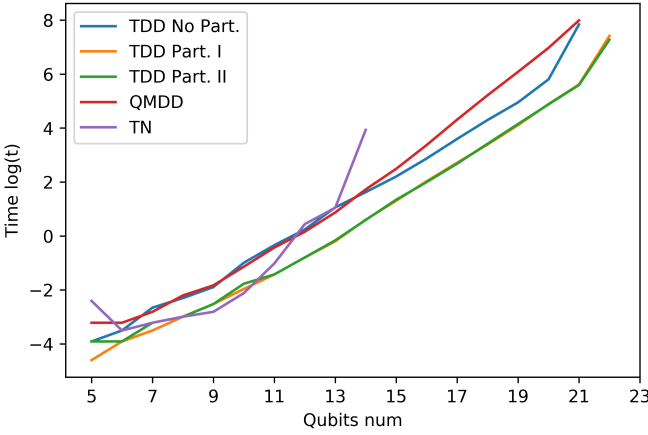 TDD No Part.
TDD Part. I
TDD Part. II
QMDD
TN
8
6
4
2
0
−2
−4
Time log(t)
5 7 9 11 13 15 17 19 21 23
Qubits num